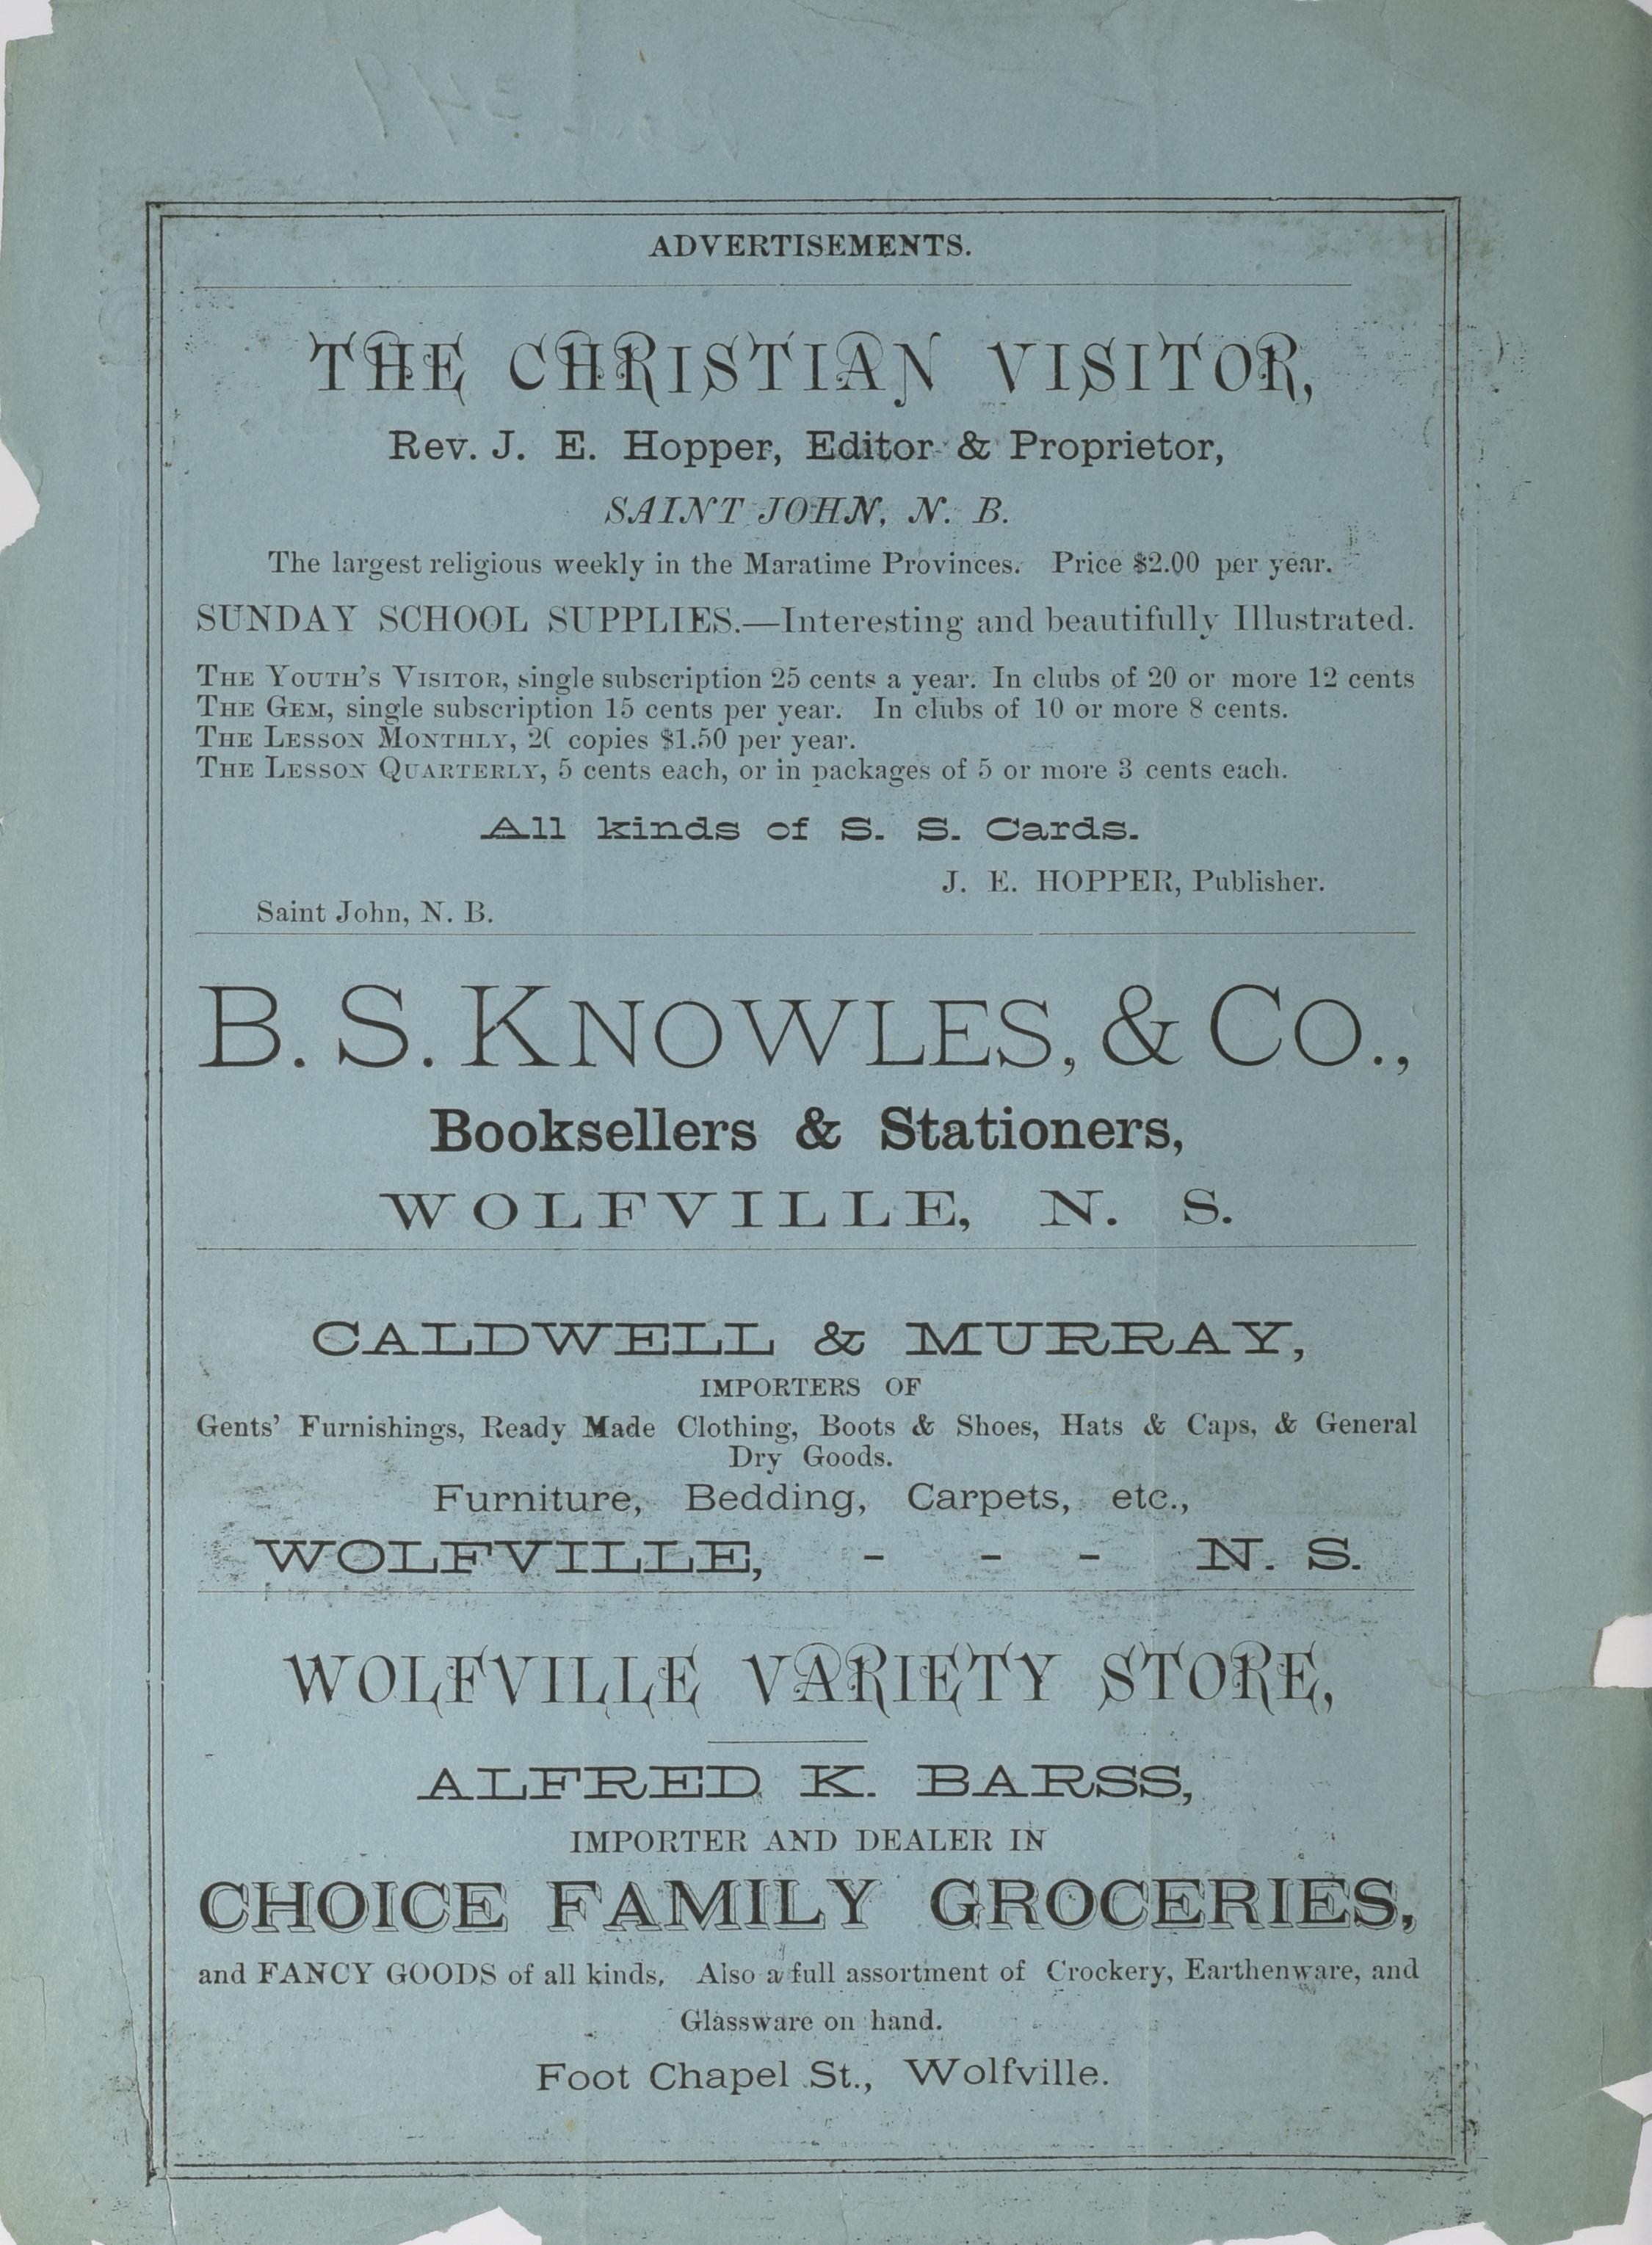 ADVERTISEMENTS.
THE CHRISTIAN VISITOR,
Rev. J. E. Hopper, Editor & Proprietor,
SAINT JOHN, N. B.
The largest religious weekly in the Maratime Provinces. Price $2.00 per year.
SUNDAY SCHOOL SUPPLIES.—Interesting and beautifully Illustrated.
THE YOUTH'S VISITOR, single subscription 25 cents a year. In clubs of 20 or more 12 cents
THE GEM, single subscription 15 cents per year. In clubs of 10 or more 8 cents.
THE LESSON MONTHLY, 20 copies $1.50 per year.
THE LESSON QUARTERLY, 5 cents each, or in packages of 5 or more 3 cents each.
All kinds of S. S. Cards.
J. E. HOPPER, Publisher.
Saint John, N. B.
B. S. KNOWLES, & CO.,
Booksellers & Stationers,
WOLFVILLE, N. S.
CALDWELL & MURRAY,
IMPORTERS OF
Gents' Furnishings, Ready Made Clothing, Boots & Shoes, Hats & Caps, & General
Dry Goods.
Furniture, Bedding, Carpets, etc.,
WOLFVILLE, - - - N. S.
WOLFVILLE VARIETY STORE,
ALFRED K. BARSS,
IMPORTER AND DEALER IN
CHOICE FAMILY GROCERIES,
and FANCY GOODS of all kinds, Also a full assortment of Crockery, Earthenware, and
Glassware on hand.
Foot Chapel St., Wolfville.